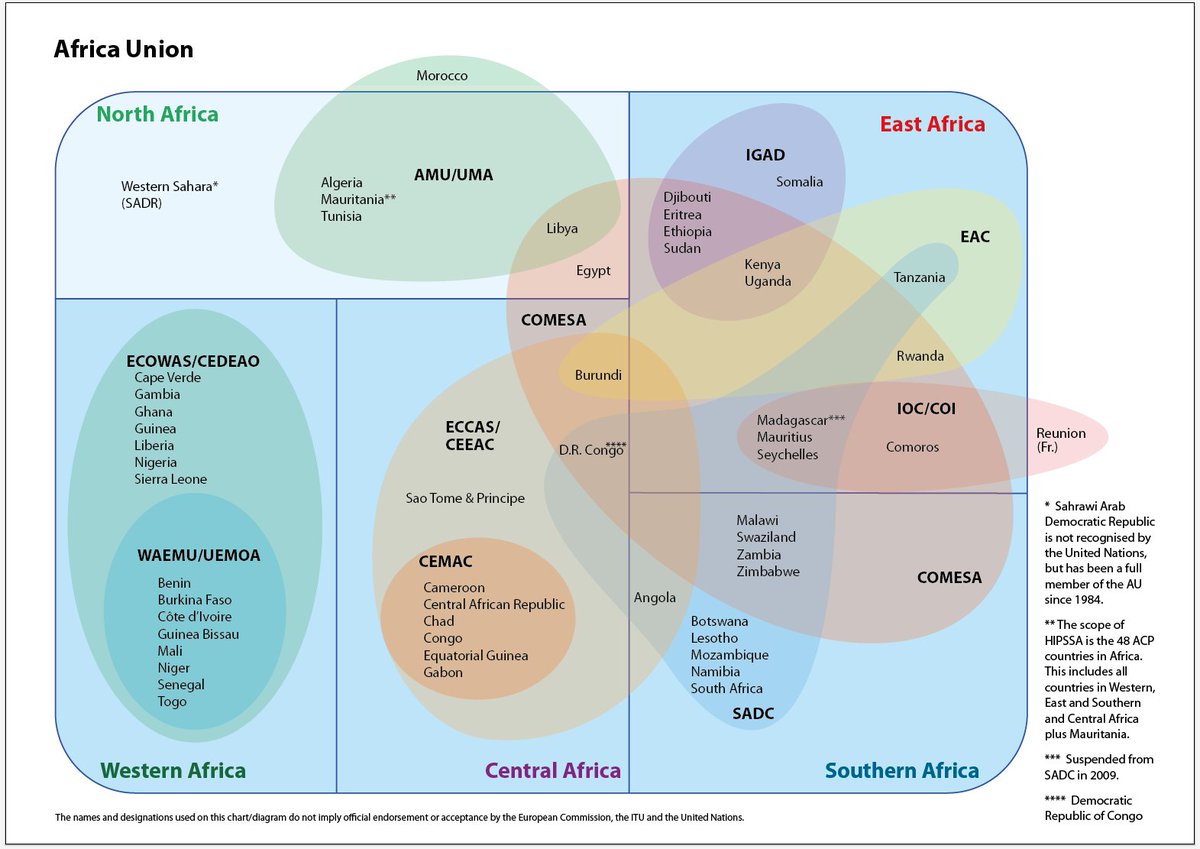 Africa Union
Morocco
North Africa
Western Sahara*
(SADR)
AMU/UMA
Algeria
Mauritania**
Tunisia
Libya
Egypt
East Africa
IGAD
Somalia
Djibouti
Eritrea
Ethiopia
Sudan
Kenya
Uganda
EAC
Tanzania
Rwanda
COMESA
Burundi
IOC/COI
Madagascar***
Mauritius
Seychelles
Comoros
Reunion
(Fr.)
ECOWAS/CEDEAO
Cape Verde
Gambia
Ghana
Guinea
Liberia
Nigeria
Sierra Leone
WAEMU/UEMOA
Benin
Burkina Faso
Côte d'Ivoire
Guinea Bissau
Mali
Niger
Senegal
Togo
Western Africa
ECCAS/
CEEAC
D.R. Congo****
Sao Tome & Principe
CEMAC
Cameroon
Central African Republic
Chad
Congo
Equatorial Guinea
Gabon
Angola
Central Africa
Malawi
Swaziland
Zambia
Zimbabwe
COMESA
Botswana
Lesotho
Mozambique
Namibia
South Africa
SADC
Southern Africa
* Sahrawi Arab
Democratic Republic
is not recognised by
the United Nations,
but has been a full
member of the AU
since 1984.
** The scope of
HIPSSA is the 48 ACP
countries in Africa.
This includes all
countries in Western,
East and Southern
and Central Africa
plus Mauritania.
*** Suspended from
SADC in 2009.
**** Democratic
Republic of Congo
The names and designations used on this chart/diagram do not imply official endorsement or acceptance by the European Commission, the ITU and the United Nations.